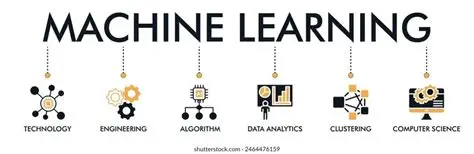 MACHINE LEARNING
TECHNOLOGY ENGINEERING ALGORITHM DATA ANALYTICS CLUSTERING COMPUTER SCIENCE
shutterstock.com · 2464476159